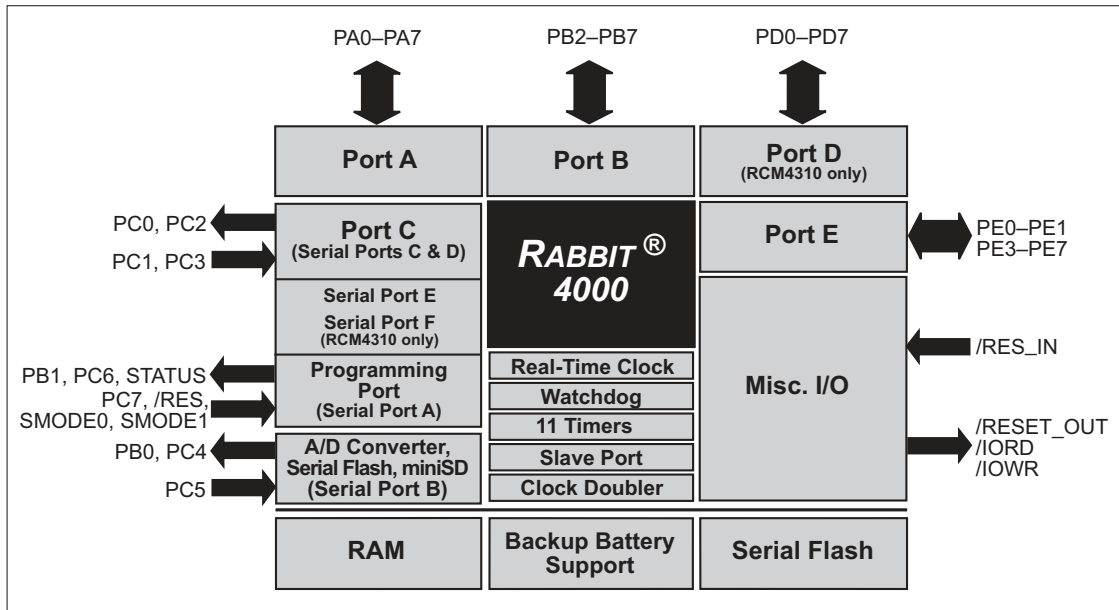 PA0–PA7
PB2–PB7
PD0–PD7
Port A
Port B
Port D
(RCM4310 only)
PC0, PC2
PC1, PC3
Port C
(Serial Ports C & D)
Serial Port E
Serial Port F
(RCM4310 only)
PB1, PC6, STATUS
PC7, /RES,
SMODE0, SMODE1
Programming
Port
(Serial Port A)
PB0, PC4
PC5
A/D Converter,
Serial Flash, miniSD
(Serial Port B)
RABBIT ®
4000
Real-Time Clock
Watchdog
11 Timers
Slave Port
Clock Doubler
Port E
PE0–PE1
PE3–PE7
Misc. I/O
/RES_IN
/RESET_OUT
/IORD
/IOWR
RAM
Backup Battery
Support
Serial Flash